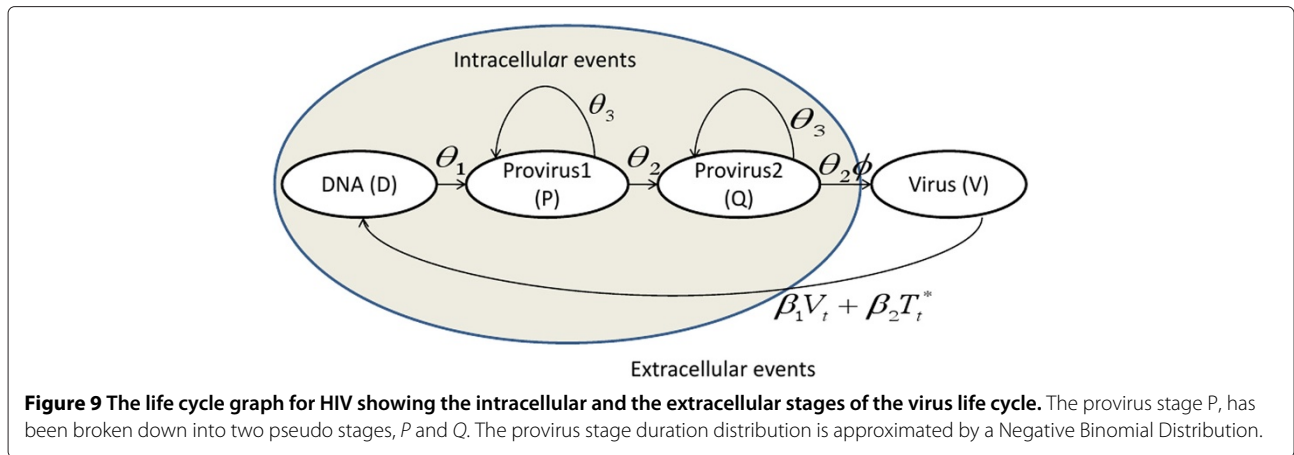 Intracellular events
θ₃
θ₃
DNA (D)
θ₁
Provirus1
(P)
θ₂
Provirus2
(Q)
θ₂ϕ
Virus (V)
β₁Vₜ + β₂Tₜ*
Extracellular events
Figure 9 The life cycle graph for HIV showing the intracellular and the extracellular stages of the virus life cycle. The provirus stage P, has
been broken down into two pseudo stages, P and Q. The provirus stage duration distribution is approximated by a Negative Binomial Distribution.